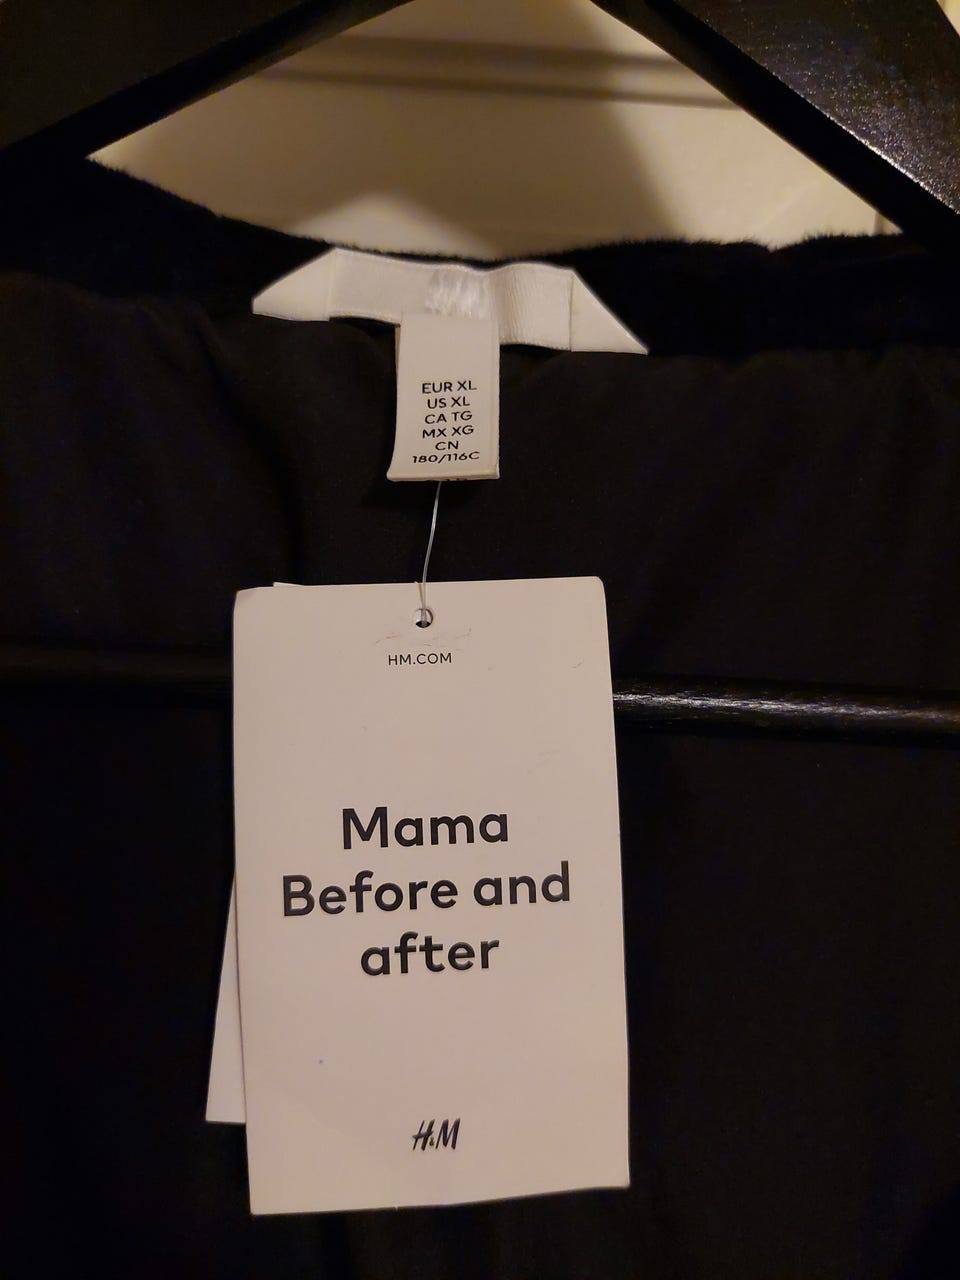 EUR XL
US XL
CA TG
MX XG
CN
180/116C
HM.COM
Mama
Before and
after
H&M